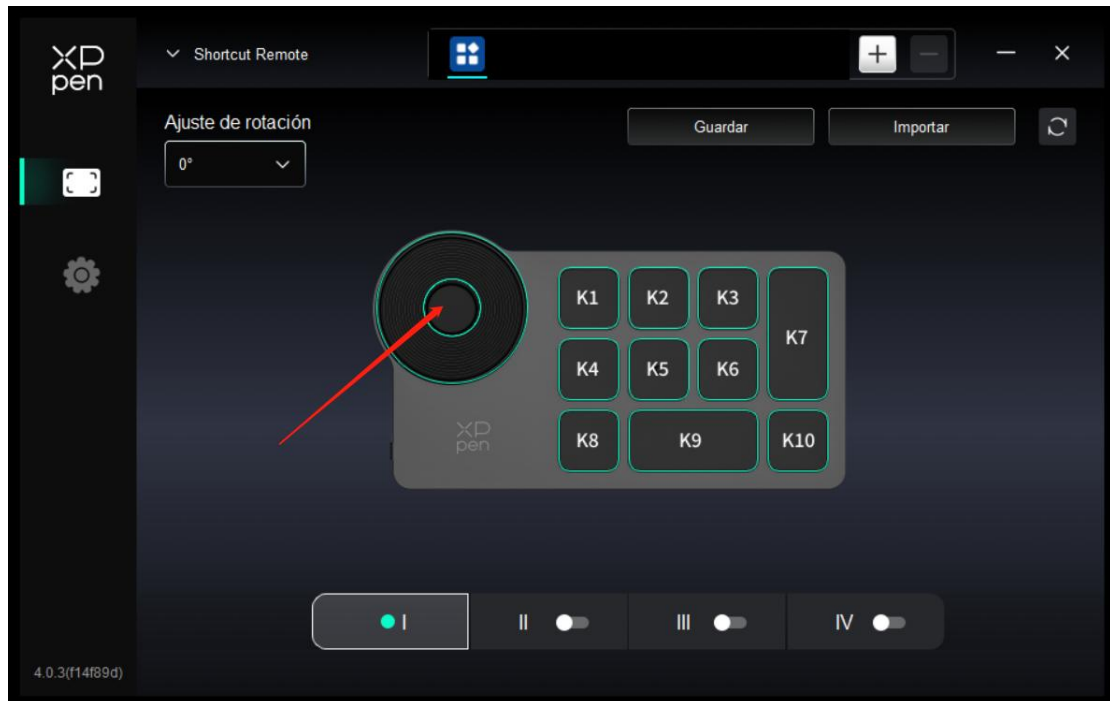 XP
pen
Shortcut Remote
Ajuste de rotación
Guardar
Importar
0°
K1 K2 K3
K7
K4 K5 K6
XP
pen
K8 K9 K10
I II III IV
4.0.3(f14f89d)